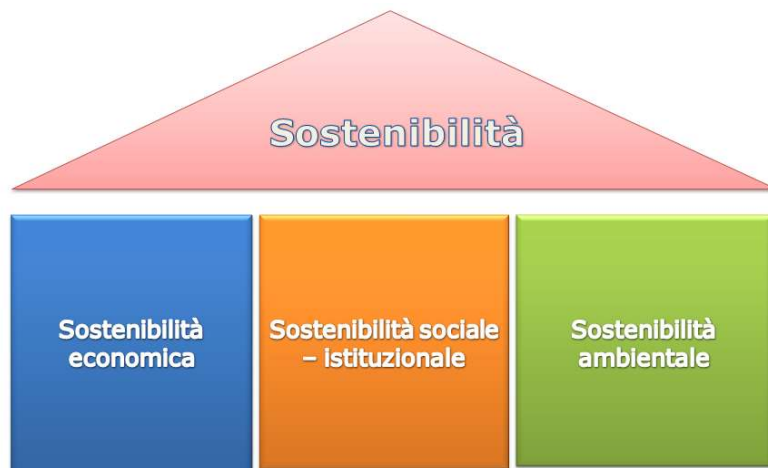 Sostenibilità
Sostenibilità
economica
Sostenibilità sociale
– istituzionale
Sostenibilità
ambientale